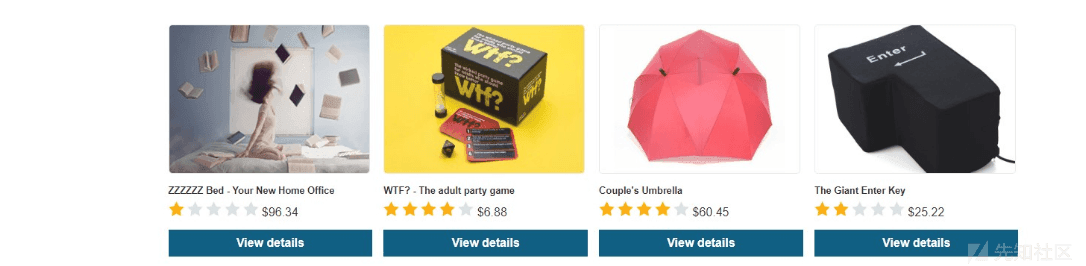 WTF?
WTF?
Enter
ZZZZZZ Bed - Your New Home Office
WTF? - The adult party game
Couple's Umbrella
The Giant Enter Key
$96.34
$6.88
$60.45
$25.22
View details
View details
View details
View details
先知社区